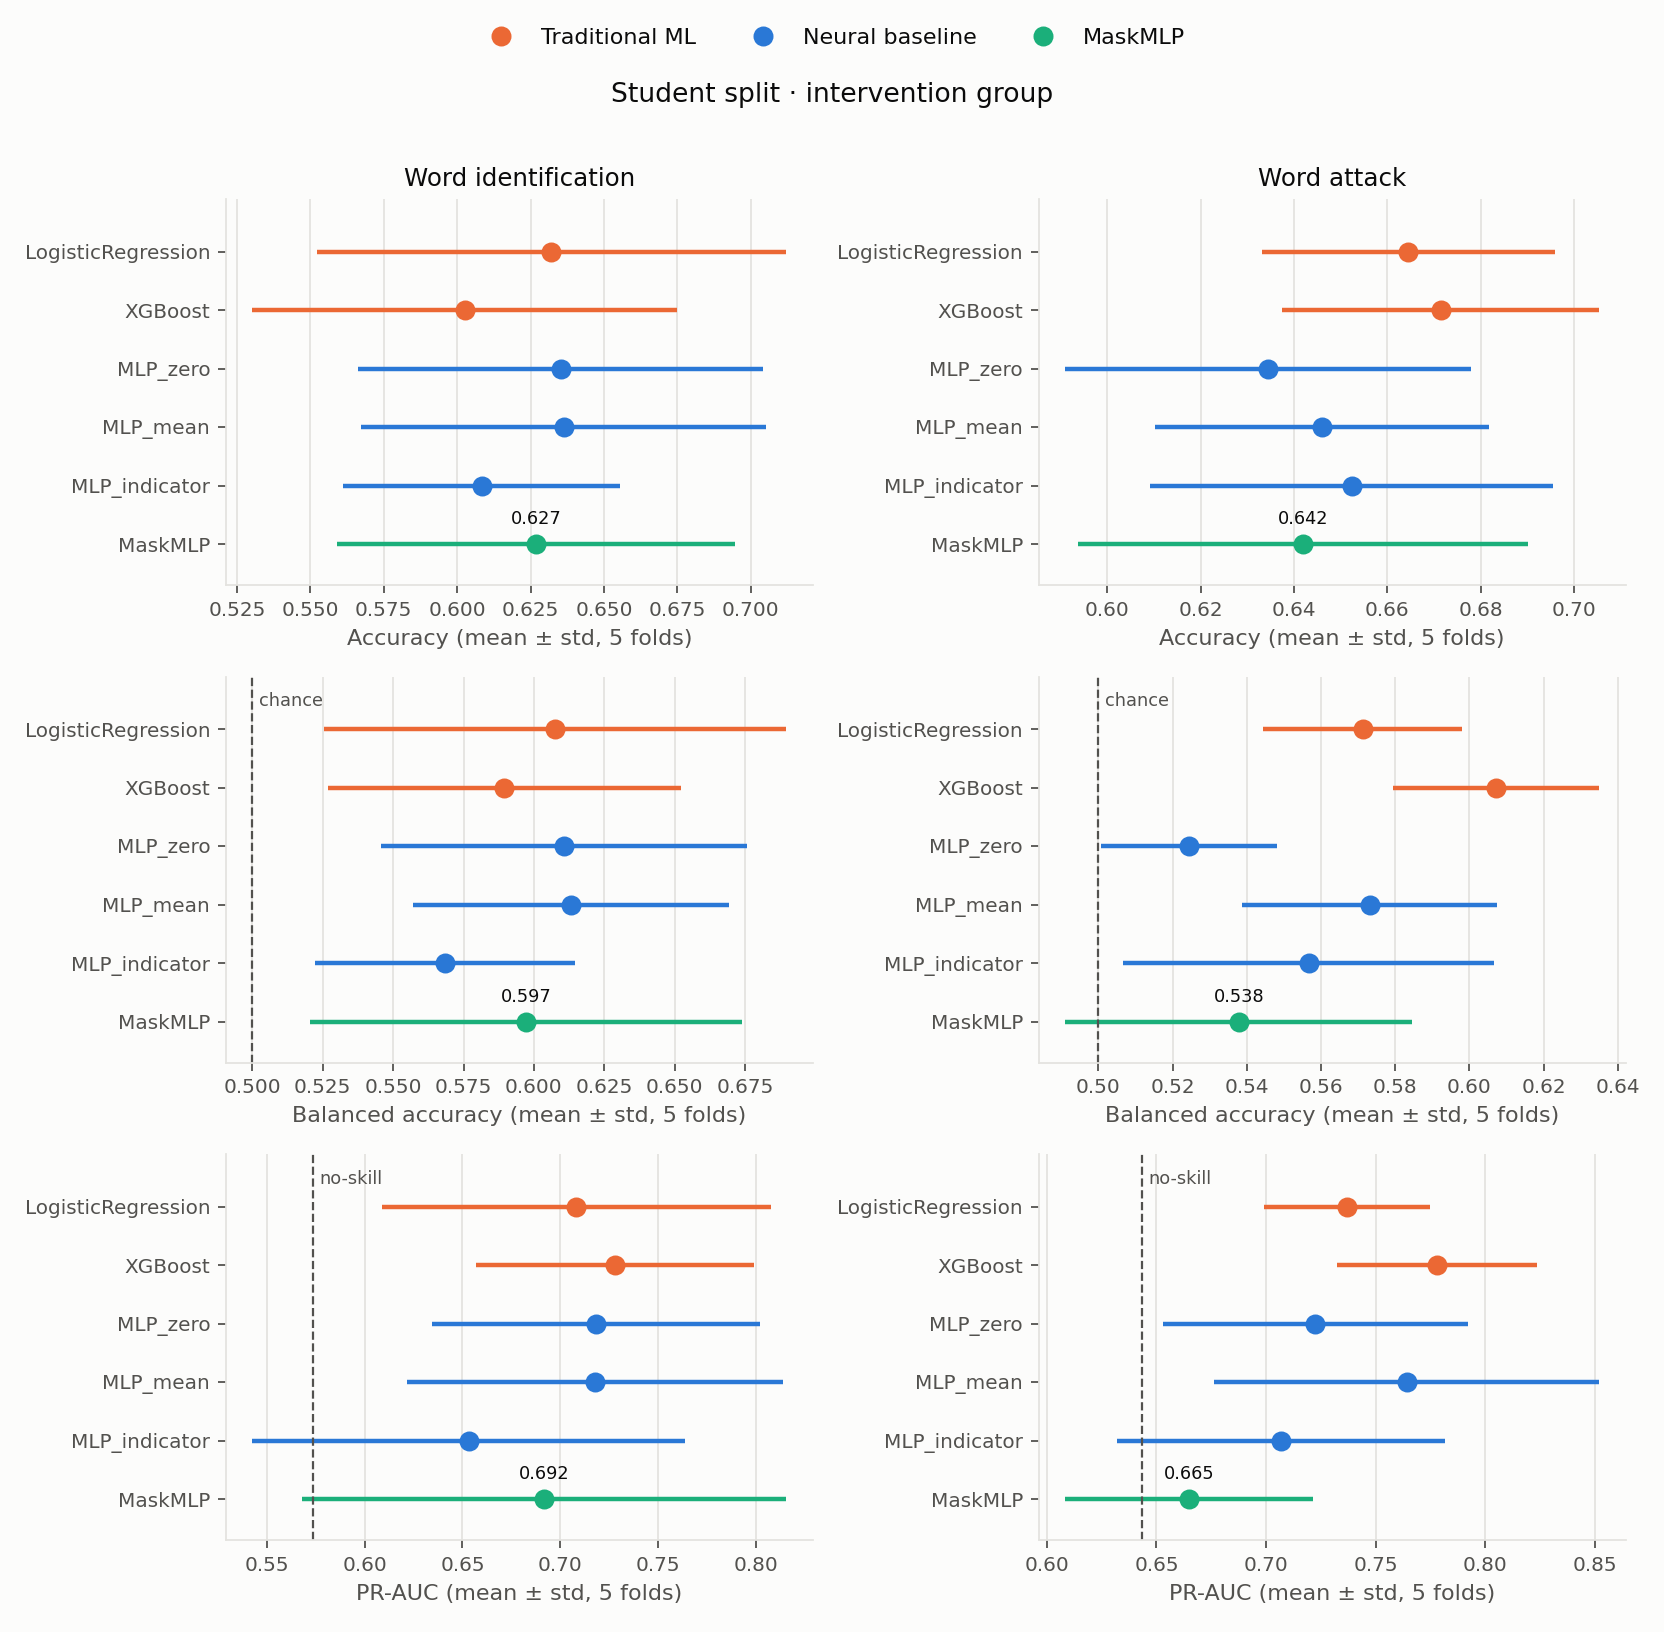 Traditional ML   Neural baseline   MaskMLP
Student split · intervention group
Word identification
LogisticRegression
XGBoost
MLP_zero
MLP_mean
MLP_indicator
0.627
MaskMLP
0.525 0.550 0.575 0.600 0.625 0.650 0.675 0.700
Accuracy (mean ± std, 5 folds)
Word attack
LogisticRegression
XGBoost
MLP_zero
MLP_mean
MLP_indicator
0.642
MaskMLP
0.60 0.62 0.64 0.66 0.68 0.70
Accuracy (mean ± std, 5 folds)
chance
LogisticRegression
XGBoost
MLP_zero
MLP_mean
MLP_indicator
0.597
MaskMLP
0.500 0.525 0.550 0.575 0.600 0.625 0.650 0.675
Balanced accuracy (mean ± std, 5 folds)
chance
LogisticRegression
XGBoost
MLP_zero
MLP_mean
MLP_indicator
0.538
MaskMLP
0.50 0.52 0.54 0.56 0.58 0.60 0.62 0.64
Balanced accuracy (mean ± std, 5 folds)
no-skill
LogisticRegression
XGBoost
MLP_zero
MLP_mean
MLP_indicator
0.692
MaskMLP
0.55 0.60 0.65 0.70 0.75 0.80
PR-AUC (mean ± std, 5 folds)
no-skill
LogisticRegression
XGBoost
MLP_zero
MLP_mean
MLP_indicator
0.665
MaskMLP
0.60 0.65 0.70 0.75 0.80 0.85
PR-AUC (mean ± std, 5 folds)